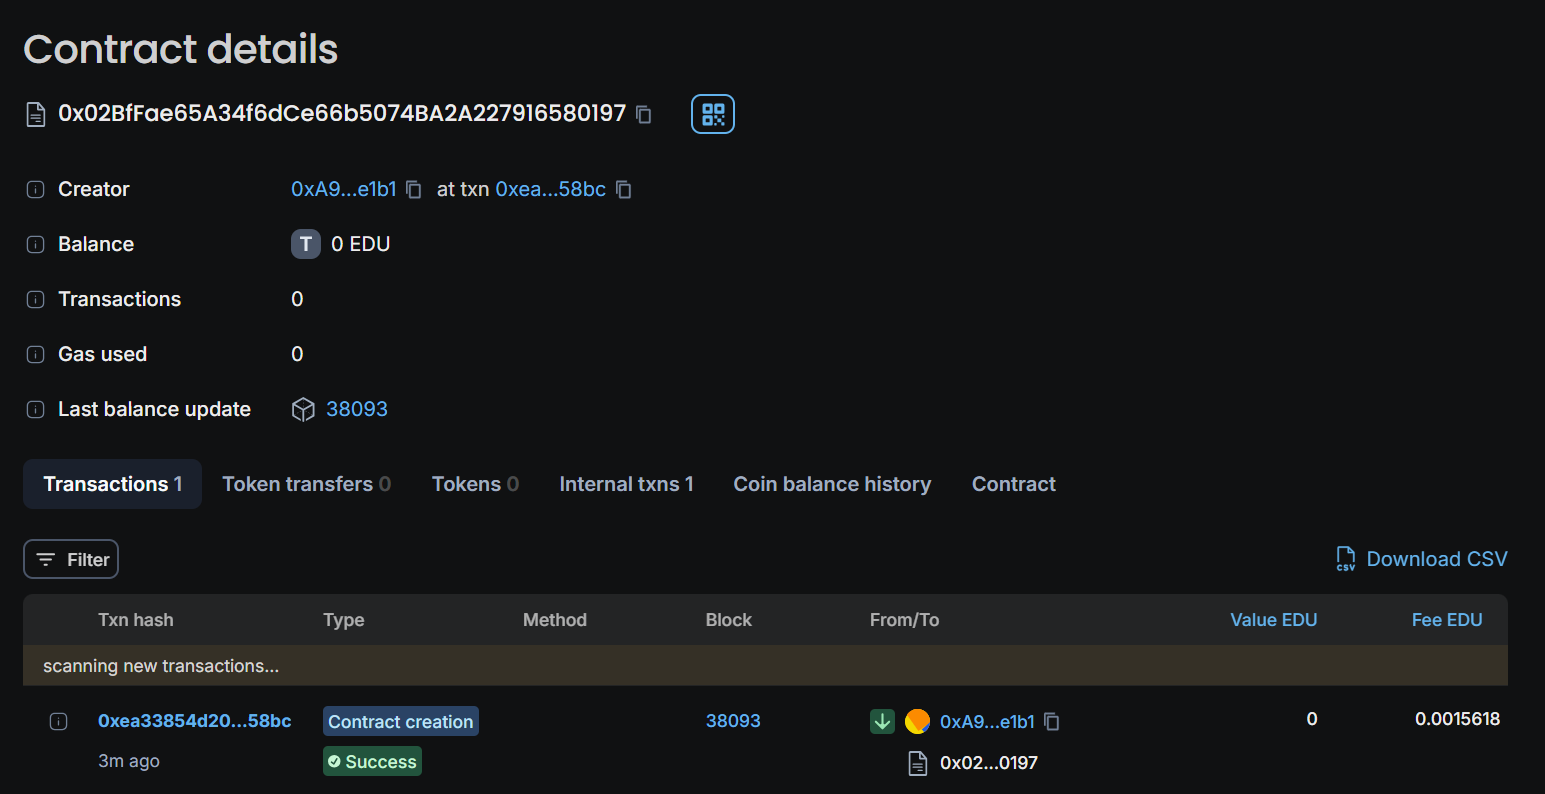 Contract details
0x02BfFae65A34f6dCe66b5074BA2A227916580197
Creator 0xA9...e1b1 at txn 0xea...58bc
Balance T 0 EDU
Transactions 0
Gas used 0
Last balance update 38093
Transactions 1 Token transfers 0 Tokens 0 Internal txns 1 Coin balance history Contract
Filter CSV Download CSV
Txn hash Type Method Block From/To Value EDU Fee EDU
scanning new transactions...
0xea33854d20...58bc Contract creation 38093 0xA9...e1b1 0 0.0015618
3m ago Success 0x02...0197